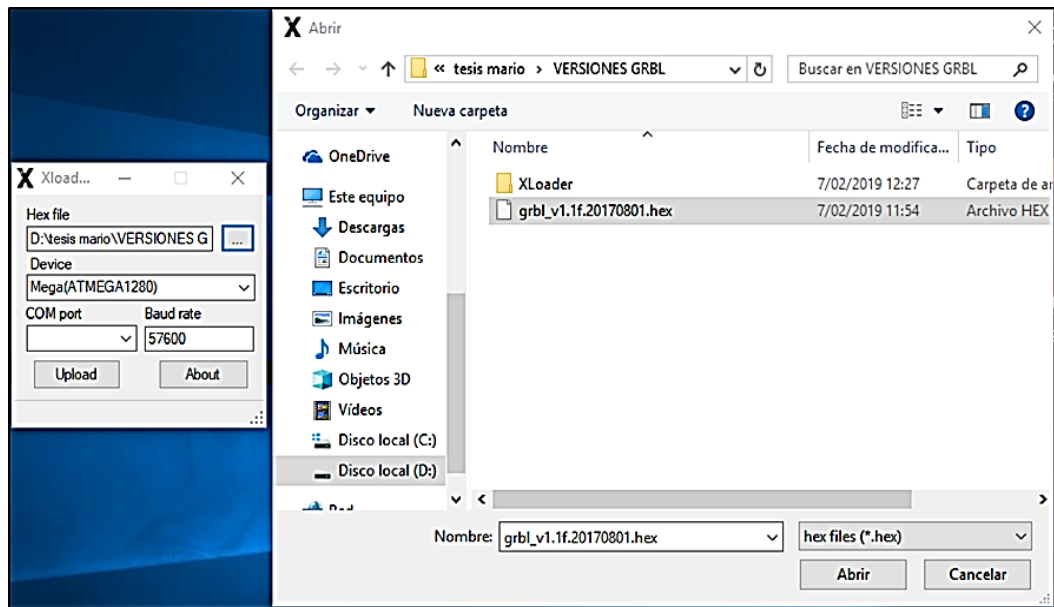 Xload...
Hex file
D:\tesis mario\VERSIONES G
...
Device
Mega(ATMEGA1280)
COM port Baud rate
57600
Upload About
Abrir
« tesis mario > VERSIONES GRBL
Buscar en VERSIONES GRBL
Organizar Nueva carpeta
Nombre Fecha de modifica... Tipo
XLoader 7/02/2019 12:27 Carpeta de ar
grbl_v1.1f.20170801.hex 7/02/2019 11:54 Archivo HEX
OneDrive
Este equipo
Descargas
Documentos
Escritorio
Imágenes
Música
Objetos 3D
Vídeos
Disco local (C:)
Disco local (D:)
Red
Nombre: grbl_v1.1f.20170801.hex hex files (*.hex)
Abrir Cancelar